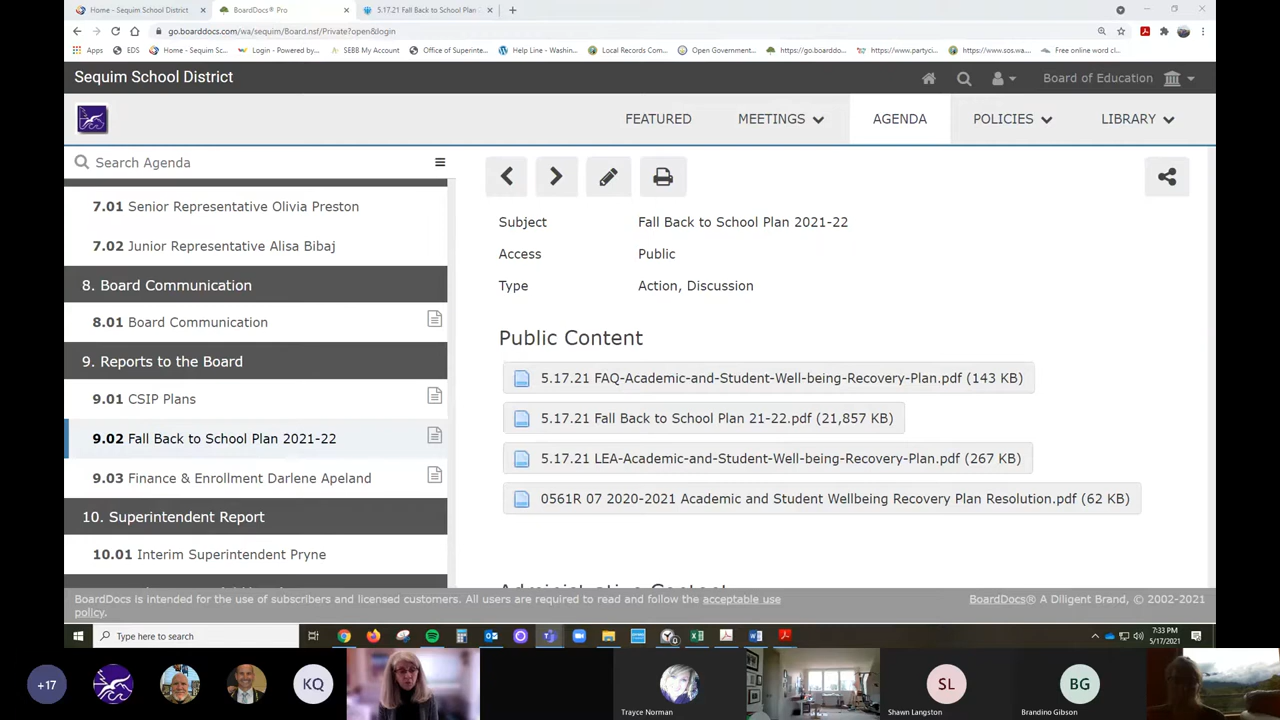 Home - Sequim School District
BoardDocs® Pro
5.17.21 Fall Back to School Plan
go.boarddocs.com/wa/sequim/Board.nsf/Private?open&login
Apps
EDS
Home - Sequim Sc...
Login - Powered by...
SEBB My Account
Office of Superinte...
Help Line - Washin...
Local Records Com...
Open Government...
https://go.boarddo...
https://www.partyci...
https://www.sos.wa...
Free online word cl...
Sequim School District
Board of Education
FEATURED
MEETINGS
AGENDA
POLICIES
LIBRARY
Search Agenda
7.01 Senior Representative Olivia Preston
7.02 Junior Representative Alisa Bibaj
8. Board Communication
8.01 Board Communication
9. Reports to the Board
9.01 CSIP Plans
9.02 Fall Back to School Plan 2021-22
9.03 Finance & Enrollment Darlene Apeland
10. Superintendent Report
10.01 Interim Superintendent Pryne
Subject Fall Back to School Plan 2021-22
Access Public
Type Action, Discussion
Public Content
5.17.21 FAQ-Academic-and-Student-Well-being-Recovery-Plan.pdf (143 KB)
5.17.21 Fall Back to School Plan 21-22.pdf (21,857 KB)
5.17.21 LEA-Academic-and-Student-Well-being-Recovery-Plan.pdf (267 KB)
0561R 07 2020-2021 Academic and Student Wellbeing Recovery Plan Resolution.pdf (62 KB)
Administrative Content
BoardDocs is intended for the use of subscribers and licensed customers. All users are required to read and follow the acceptable use
policy.
BoardDocs® A Diligent Brand, © 2002-2021
Type here to search
7:33 PM
5/17/2021
+17
KQ
Trayce Norman
SL
Shawn Langston
BG
Brandino Gibson